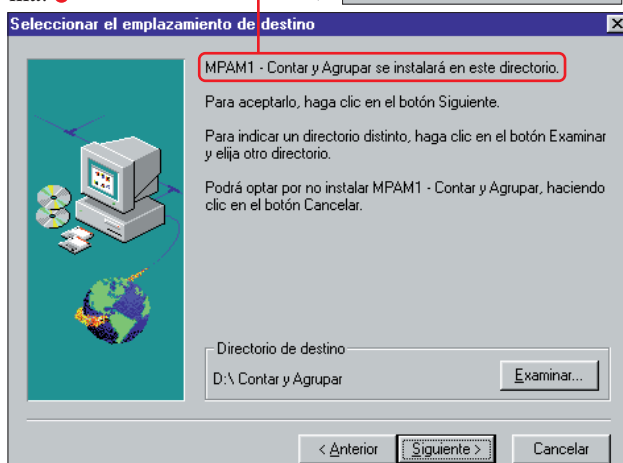 Seleccionar el emplazamiento de destino
MPAM1 - Contar y Agrupar se instalará en este directorio.
Para aceptarlo, haga clic en el botón Siguiente.
Para indicar un directorio distinto, haga clic en el botón Examinar
y elija otro directorio.
Podrá optar por no instalar MPAM1 - Contar y Agrupar, haciendo
clic en el botón Cancelar.
Directorio de destino
D:\ Contar y Agrupar
Examinar...
< Anterior
Siguiente >
Cancelar